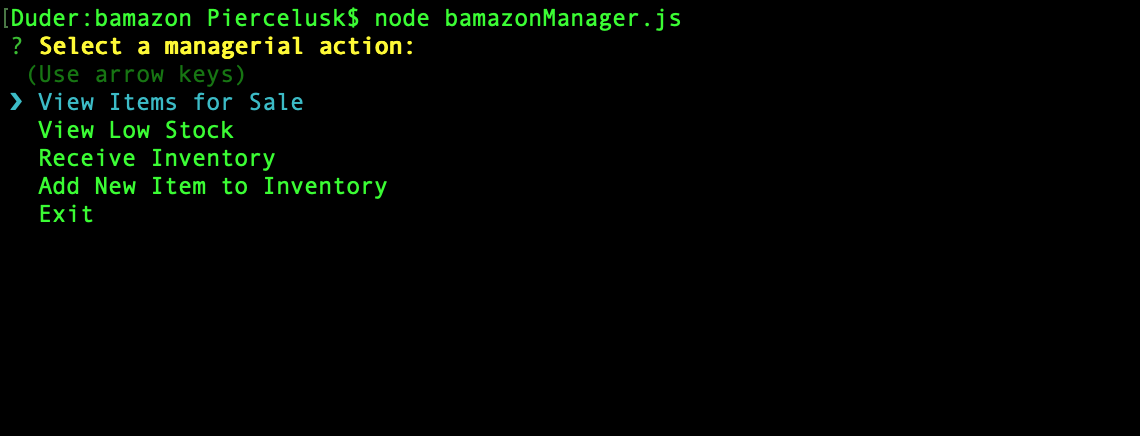 [Duder:bamazon Piercelusk$ node bamazonManager.js
? Select a managerial action:
(Use arrow keys)
❯ View Items for Sale
View Low Stock
Receive Inventory
Add New Item to Inventory
Exit